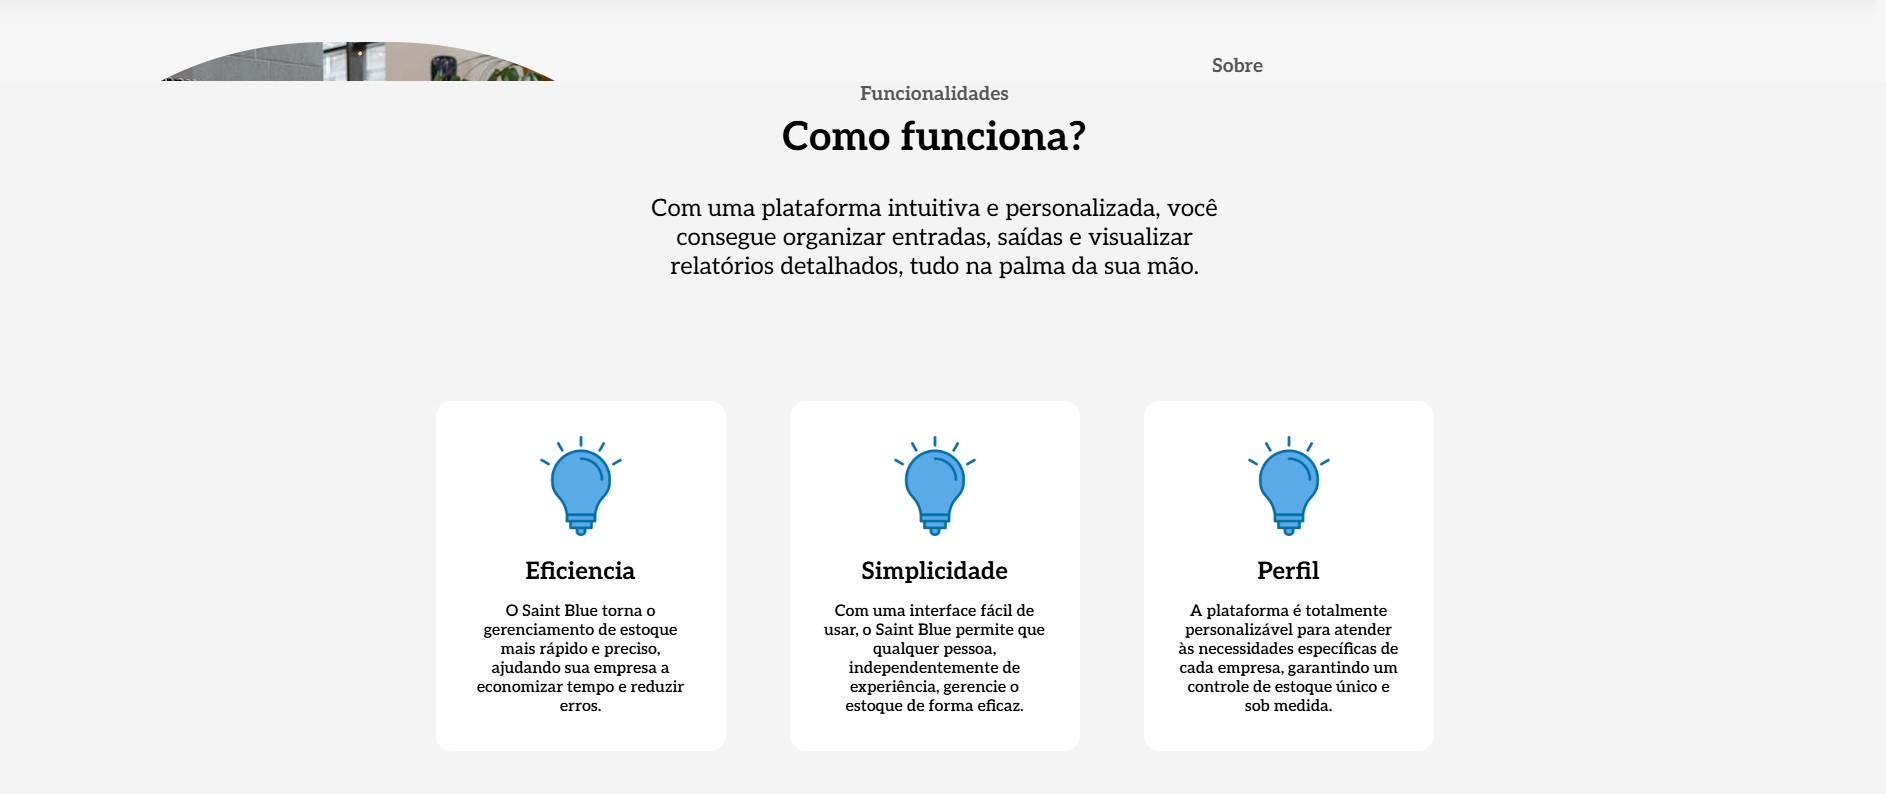 Sobre
Funcionalidades
Como funciona?
Com uma plataforma intuitiva e personalizada, você
consegue organizar entradas, saídas e visualizar
relatórios detalhados, tudo na palma da sua mão.
Eficiencia
O Saint Blue torna o
gerenciamento de estoque
mais rápido e preciso,
ajudando sua empresa a
economizar tempo e reduzir
erros.
Simplicidade
Com uma interface fácil de
usar, o Saint Blue permite que
qualquer pessoa,
independentemente de
experiência, gerencie o
estoque de forma eficaz.
Perfil
A plataforma é totalmente
personalizável para atender
às necessidades específicas de
cada empresa, garantindo um
controle de estoque único e
sob medida.